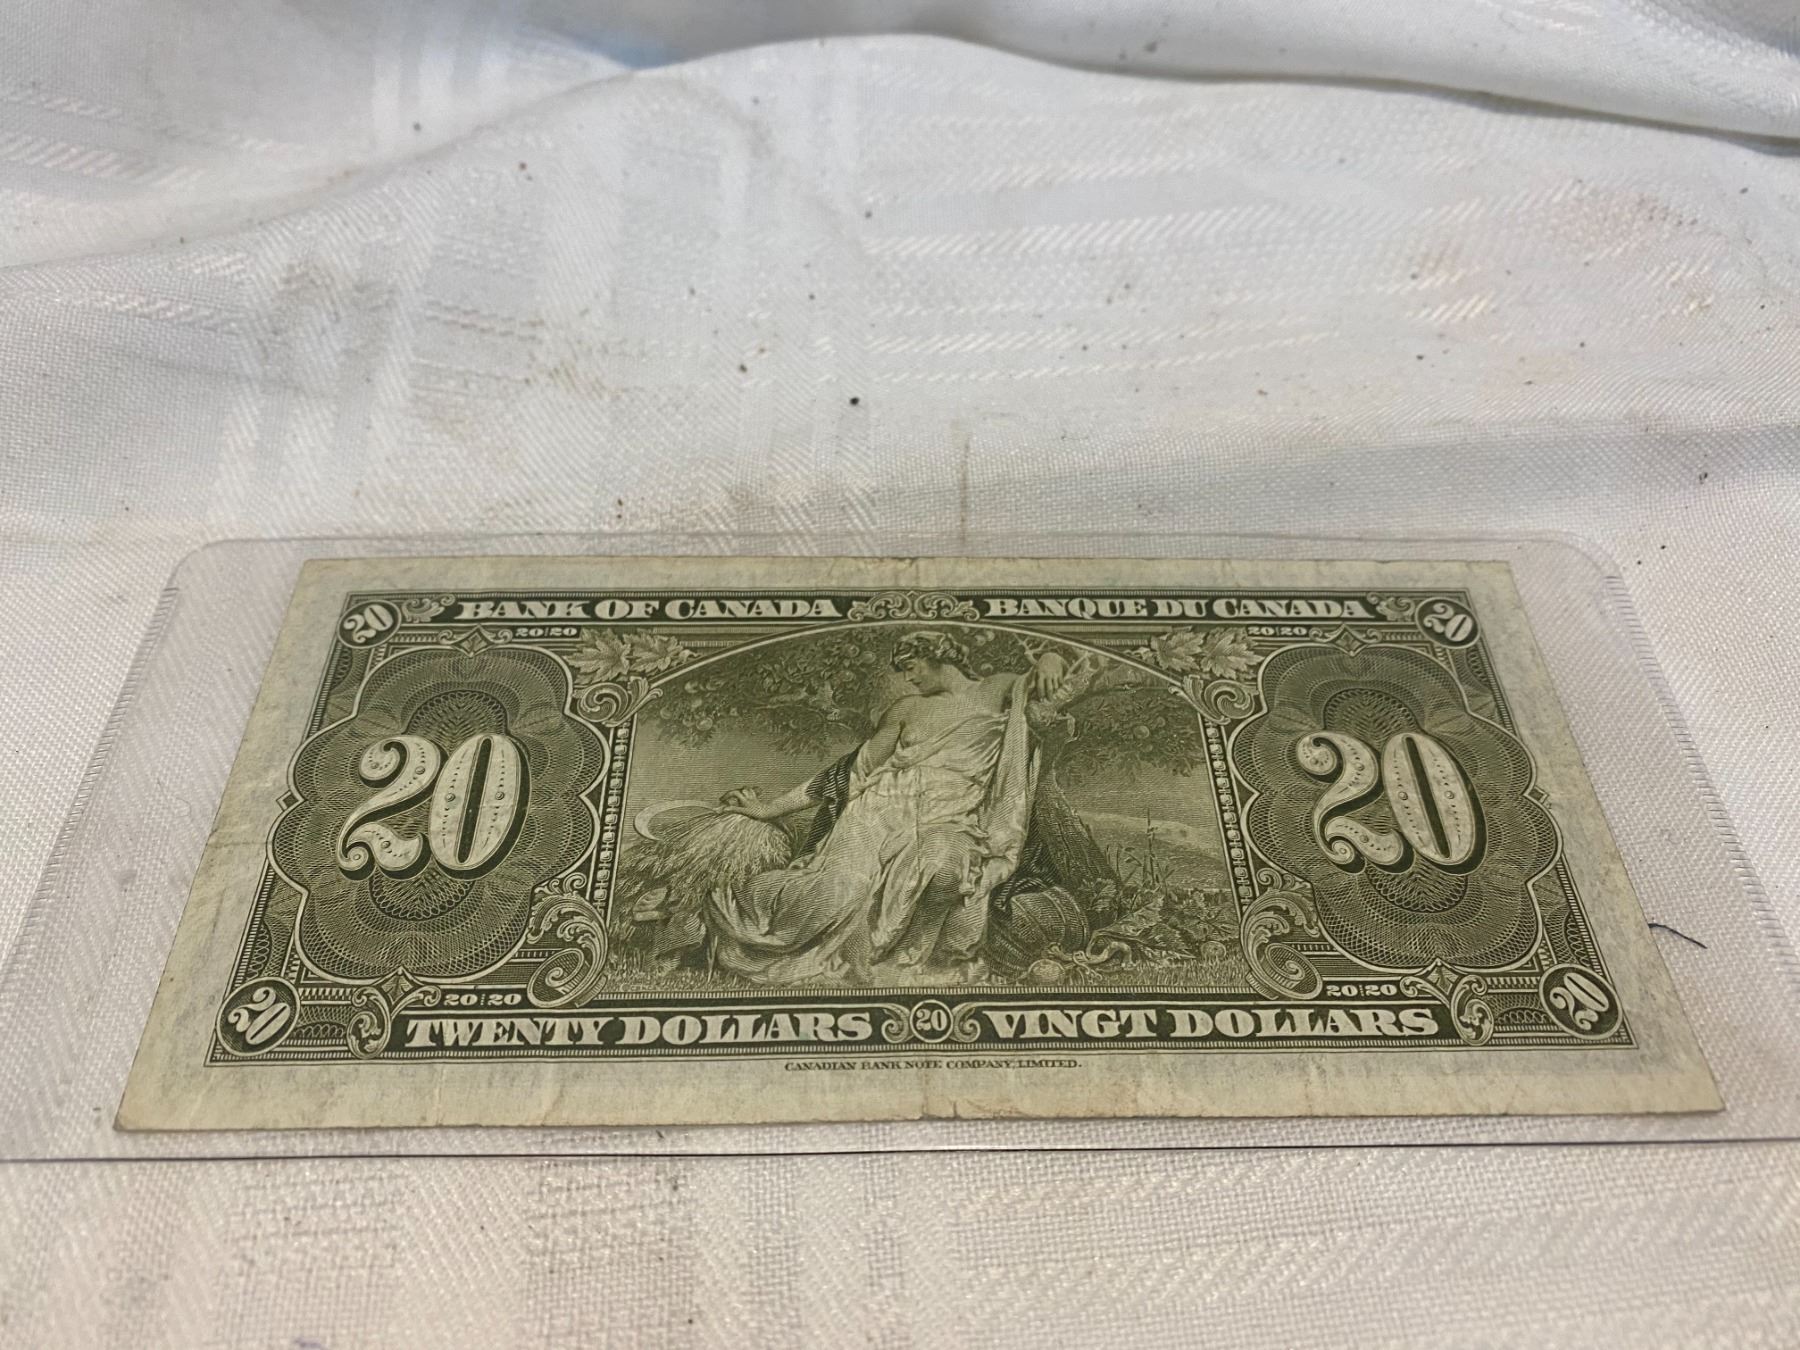 20 BANK OF CANADA BANQUE DU CANADA 20
20 20 20 20
20 20
20 20 20 20
20 TWENTY DOLLARS 20 VINGT DOLLARS 20
CANADIAN BANK NOTE COMPANY, LIMITED.